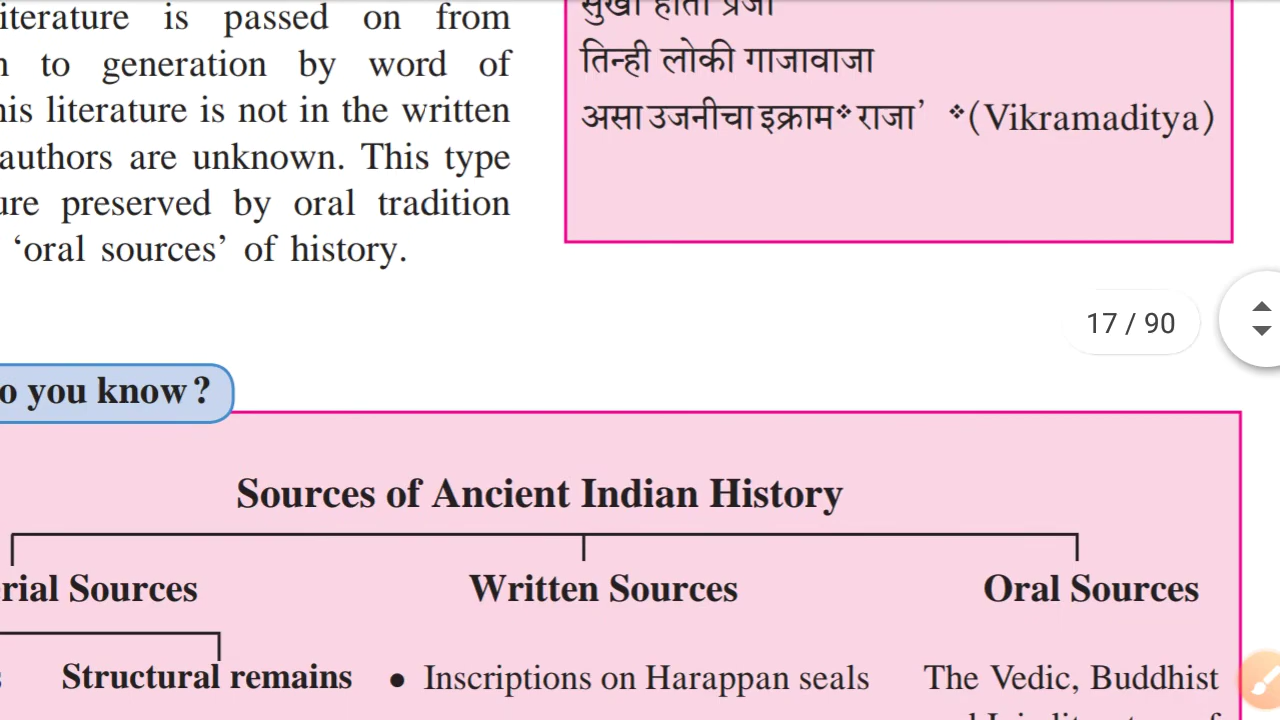 iterature is passed on from
to generation by word of
his literature is not in the written
authors are unknown. This type
ure preserved by oral tradition
‘oral sources’ of history.
सुखी होती प्रजा
तिन्ही लोकी गाजावाजा
असा उजनीचा इक्राम❖राजा’ ❖(Vikramaditya)
17 / 90
o you know?
Sources of Ancient Indian History
rial Sources Written Sources Oral Sources
Structural remains • Inscriptions on Harappan seals The Vedic, Buddhist